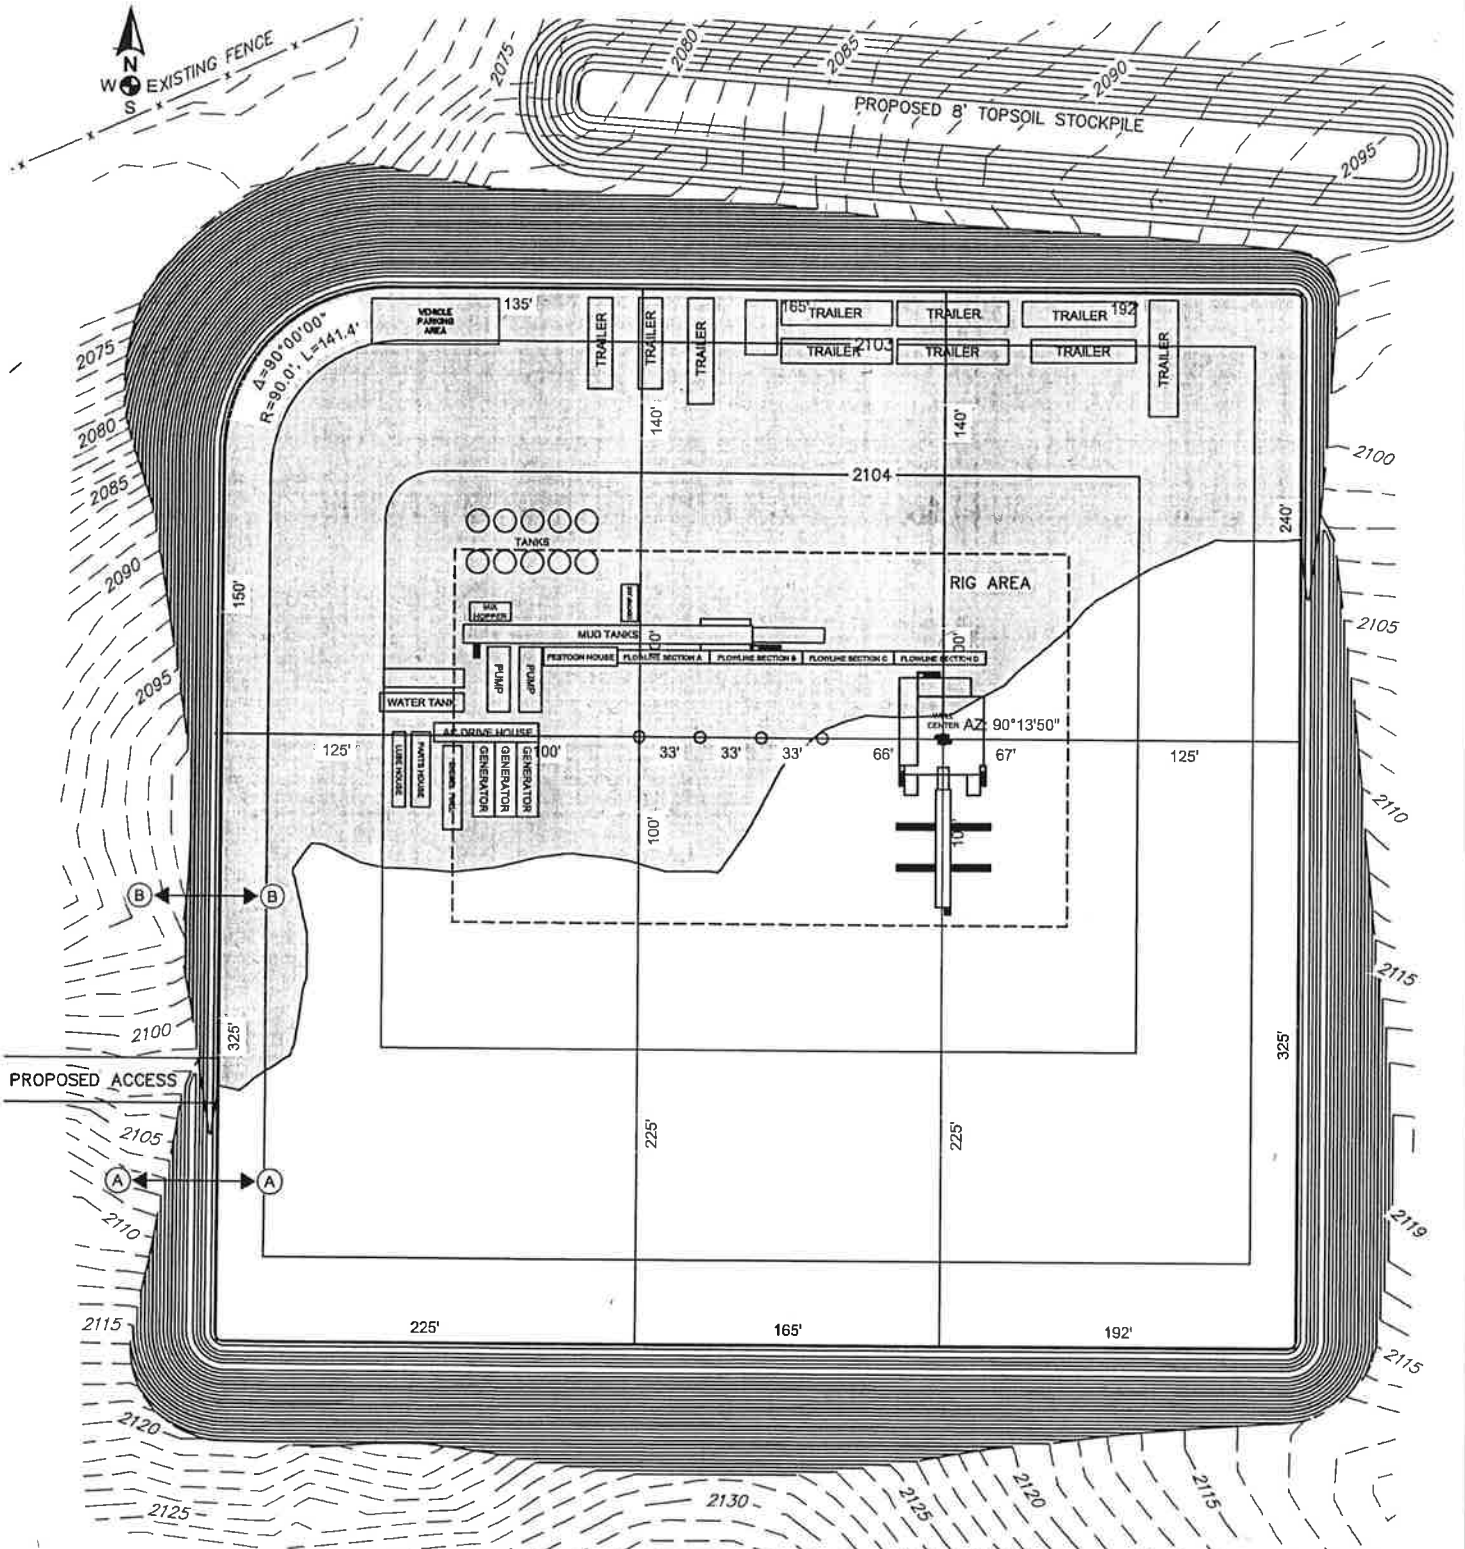 N
W
S
EXISTING FENCE
2075
2080
2085
2090
2095
PROPOSED 8' TOPSOIL STOCKPILE
Δ=90°00'00"
R=90.0', L=141.4'
VEHICLE
PARKING
AREA
135'
TRAILER
TRAILER
TRAILER
165'
TRAILER
TRAILER
TRAILER
192'
TRAILER
2103
TRAILER
TRAILER
TRAILER
2075
2080
2085
2090
2095
2100
140'
140'
2104
2100
240'
TANKS
RIG AREA
150'
MIX
HOPPER
MUD TANKS
2105
FESTOON HOUSE
FLOWLINE SECTION A
FLOWLINE SECTION B
FLOWLINE SECTION C
FLOWLINE SECTION D
PUMP
PUMP
WATER TANK
AC DRIVE HOUSE
WELL
CENTER
AZ: 90°13'50"
125'
100'
33'
33'
33'
66'
67'
125'
LUBE HOUSE
PARTS HOUSE
GENERATOR
GENERATOR
GENERATOR
100'
100'
2110
B
B
2115
325'
325'
PROPOSED ACCESS
2105
225'
225'
A
A
2110
2119
2115
225'
165'
192'
2115
2120
2125
2130
2125
2120
2115